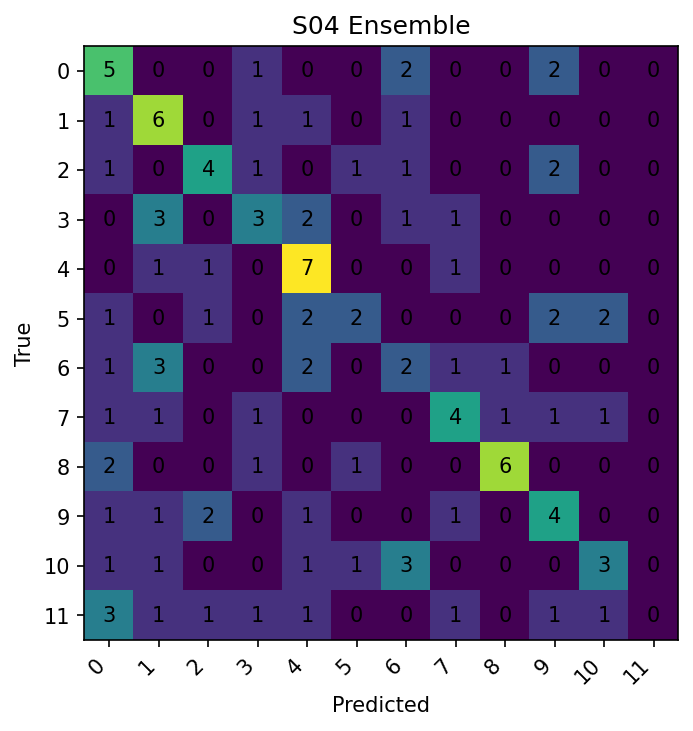 S04 Ensemble
0 5 0 0 1 0 0 2 0 0 2 0 0
1 1 6 0 1 1 0 1 0 0 0 0 0
2 1 0 4 1 0 1 1 0 0 2 0 0
3 0 3 0 3 2 0 1 1 0 0 0 0
4 0 1 1 0 7 0 0 1 0 0 0 0
5 1 0 1 0 2 2 0 0 0 2 2 0
6 1 3 0 0 2 0 2 1 1 0 0 0
7 1 1 0 1 0 0 0 4 1 1 1 0
8 2 0 0 1 0 1 0 0 6 0 0 0
9 1 1 2 0 1 0 0 1 0 4 0 0
10 1 1 0 0 1 1 3 0 0 0 3 0
11 3 1 1 1 1 0 0 1 0 1 1 0
True
0 1 2 3 4 5 6 7 8 9 10 11
Predicted